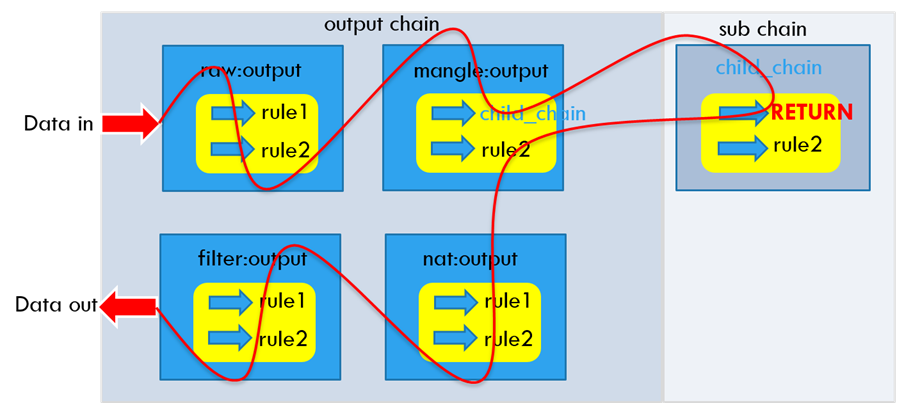 output chain
sub chain
raw:output
rule1
rule2
mangle:output
child_chain
rule2
child_chain
RETURN
rule2
Data in
filter:output
rule1
rule2
nat:output
rule1
rule2
Data out